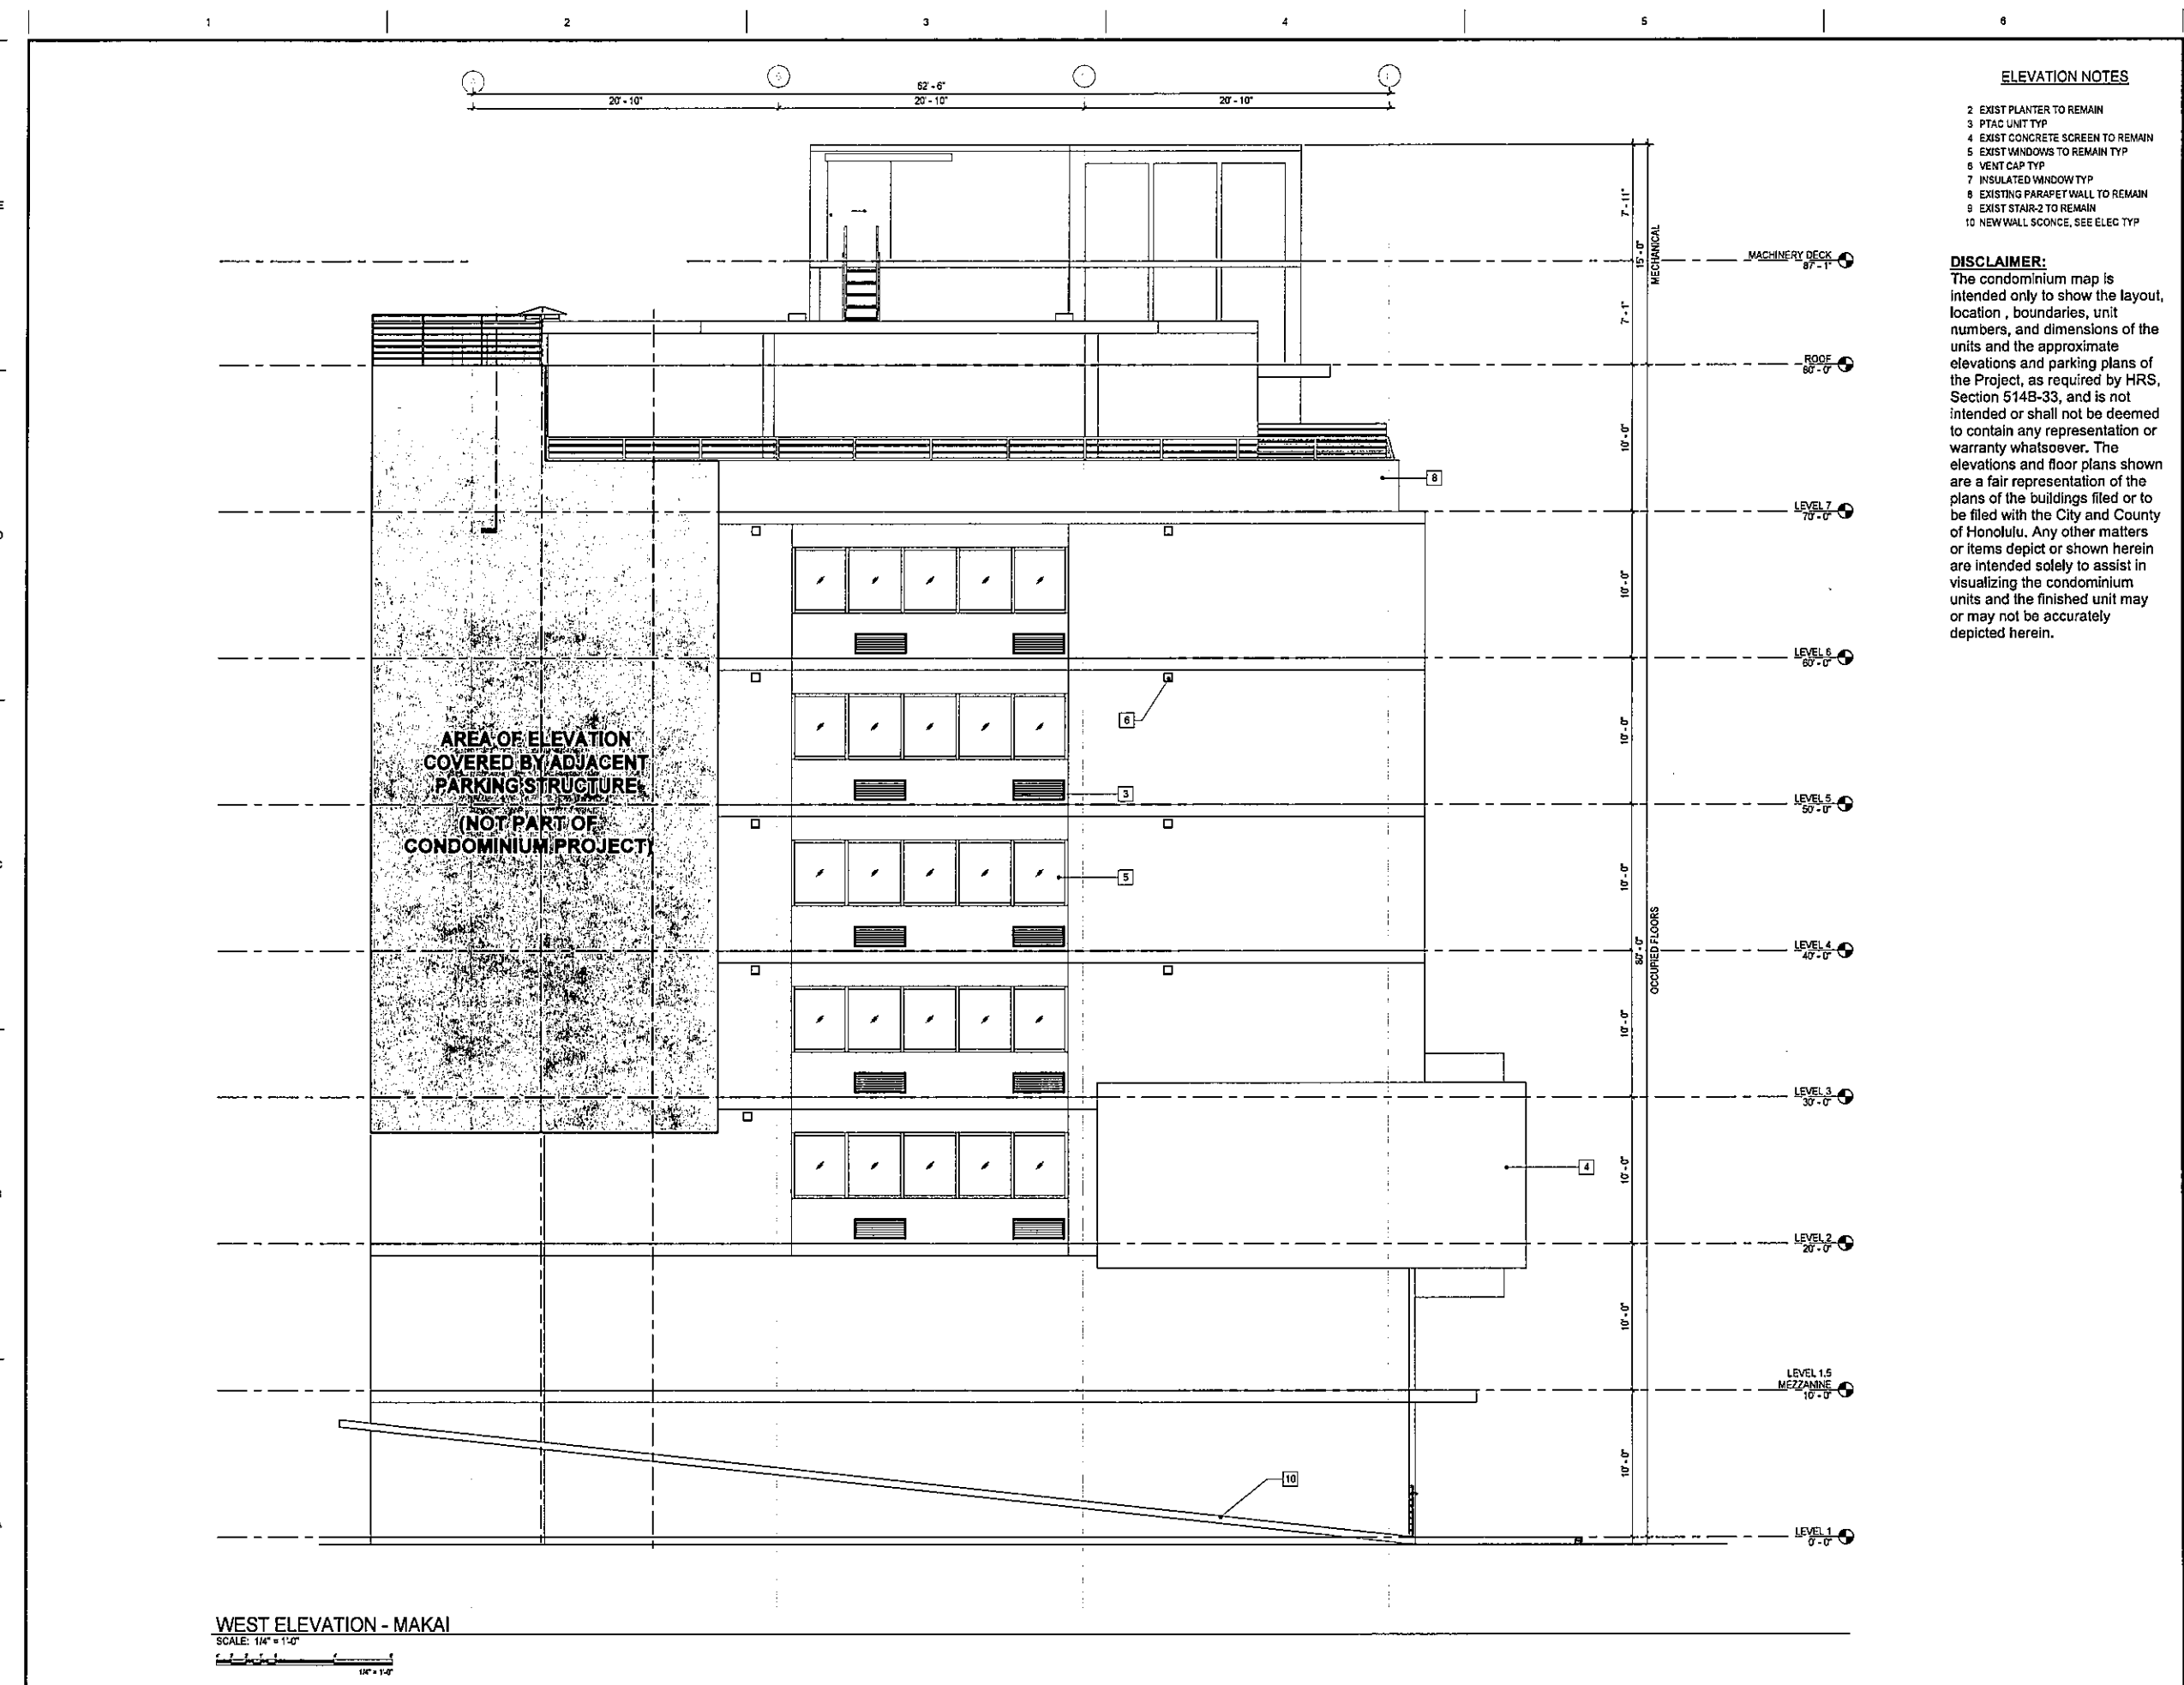 1 2 3 4 5 6
62' - 6"
20' - 10" 20' - 10" 20' - 10"
ELEVATION NOTES
2 EXIST PLANTER TO REMAIN
3 PTAC UNIT TYP
4 EXIST CONCRETE SCREEN TO REMAIN
5 EXIST WINDOWS TO REMAIN TYP
6 VENT CAP TYP
7 INSULATED WINDOW TYP
8 EXISTING PARAPET WALL TO REMAIN
9 EXIST STAIR-2 TO REMAIN
10 NEW WALL SCONCE, SEE ELEC TYP
DISCLAIMER:
The condominium map is
intended only to show the layout,
location , boundaries, unit
numbers, and dimensions of the
units and the approximate
elevations and parking plans of
the Project, as required by HRS,
Section 514B-33, and is not
intended or shall not be deemed
to contain any representation or
warranty whatsoever. The
elevations and floor plans shown
are a fair representation of the
plans of the buildings filed or to
be filed with the City and County
of Honolulu. Any other matters
or items depict or shown herein
are intended solely to assist in
visualizing the condominium
units and the finished unit may
or may not be accurately
depicted herein.
7' - 11"
15' - 0"
MECHANICAL
MACHINERY DECK
87' - 1"
7' - 1"
ROOF
80' - 0"
10' - 0"
8
LEVEL 7
70' - 0"
10' - 0"
LEVEL 6
60' - 0"
6
10' - 0"
3
LEVEL 5
50' - 0"
AREA OF ELEVATION
COVERED BY ADJACENT
PARKING STRUCTURE
(NOT PART OF
CONDOMINIUM PROJECT)
5
10' - 0"
80' - 0"
OCCUPIED FLOORS
LEVEL 4
40' - 0"
10' - 0"
LEVEL 3
30' - 0"
4
10' - 0"
LEVEL 2
20' - 0"
10' - 0"
LEVEL 1.5
MEZZANINE
10' - 0"
10' - 0"
10
LEVEL 1
0' - 0"
WEST ELEVATION - MAKAI
SCALE: 1/4" = 1'-0"
1/4" = 1'-0"